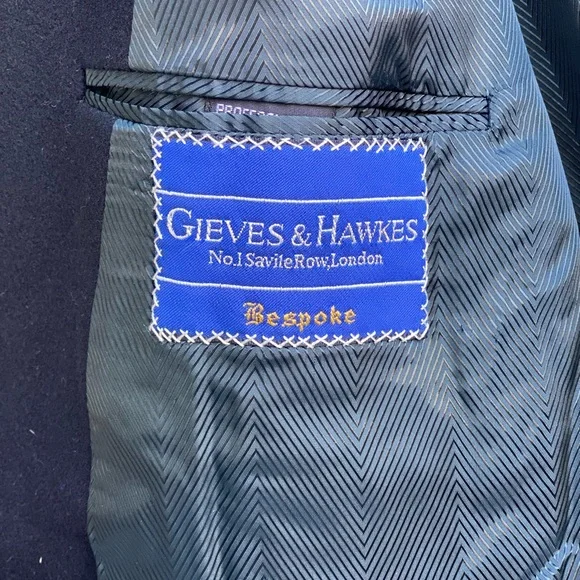 GIEVES & HAWKES
No.1 Savile Row, London
Bespoke